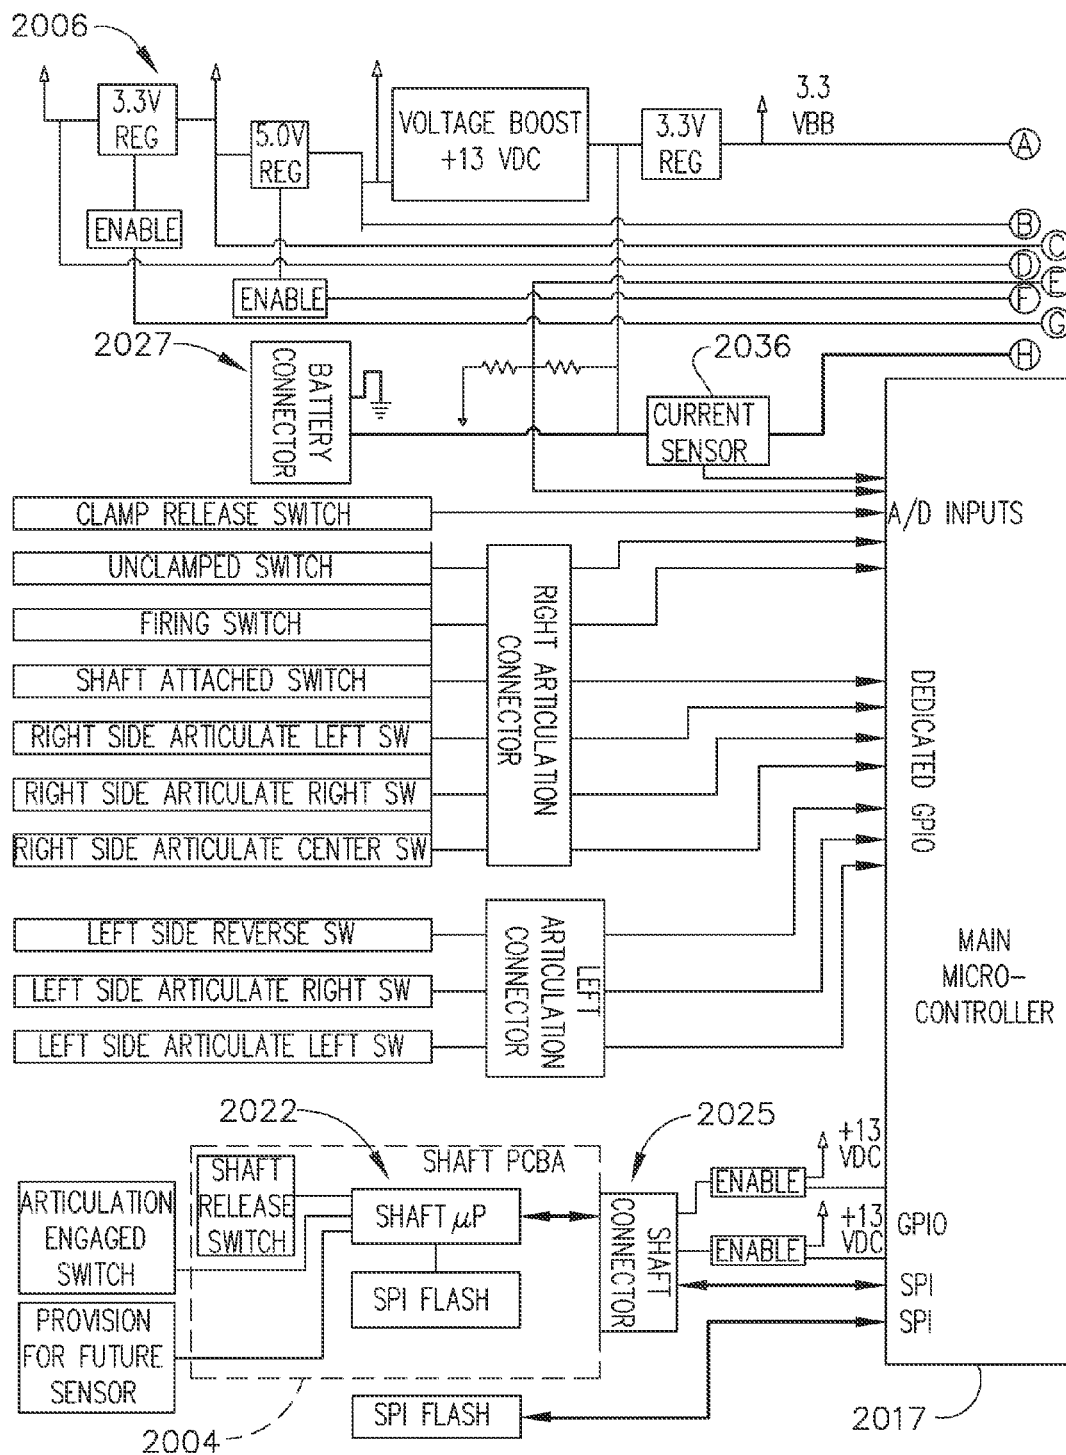 2006
3.3V
REG
5.0V
REG
VOLTAGE BOOST
+13 VDC
3.3V
REG
3.3
VBB
A
ENABLE
B
C
D
E
ENABLE
F
G
2027
BATTERY
CONNECTOR
2036
H
CURRENT
SENSOR
CLAMP RELEASE SWITCH
A/D INPUTS
UNCLAMPED SWITCH
FIRING SWITCH
SHAFT ATTACHED SWITCH
RIGHT SIDE ARTICULATE LEFT SW
RIGHT SIDE ARTICULATE RIGHT SW
RIGHT SIDE ARTICULATE CENTER SW
RIGHT ARTICULATION
CONNECTOR
DEDICATED GPIO
LEFT SIDE REVERSE SW
LEFT SIDE ARTICULATE RIGHT SW
LEFT SIDE ARTICULATE LEFT SW
LEFT
ARTICULATION
CONNECTOR
MAIN
MICRO-
CONTROLLER
2022
2025
SHAFT PCBA
SHAFT
RELEASE
SWITCH
SHAFT µP
SPI FLASH
ARTICULATION
ENGAGED
SWITCH
PROVISION
FOR FUTURE
SENSOR
SHAFT
CONNECTOR
ENABLE
+13
VDC
ENABLE
+13
VDC
GPIO
SPI
SPI
SPI FLASH
2004
2017